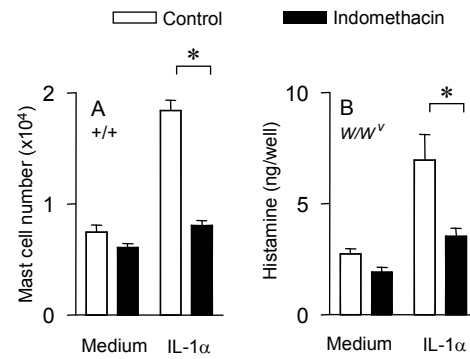 Control Indomethacin
* *
2 10
A B
+/+ W/Wᵛ
Mast cell number (x10⁴) Histamine (ng/well)
1 5
0 0
Medium IL-1α Medium IL-1α